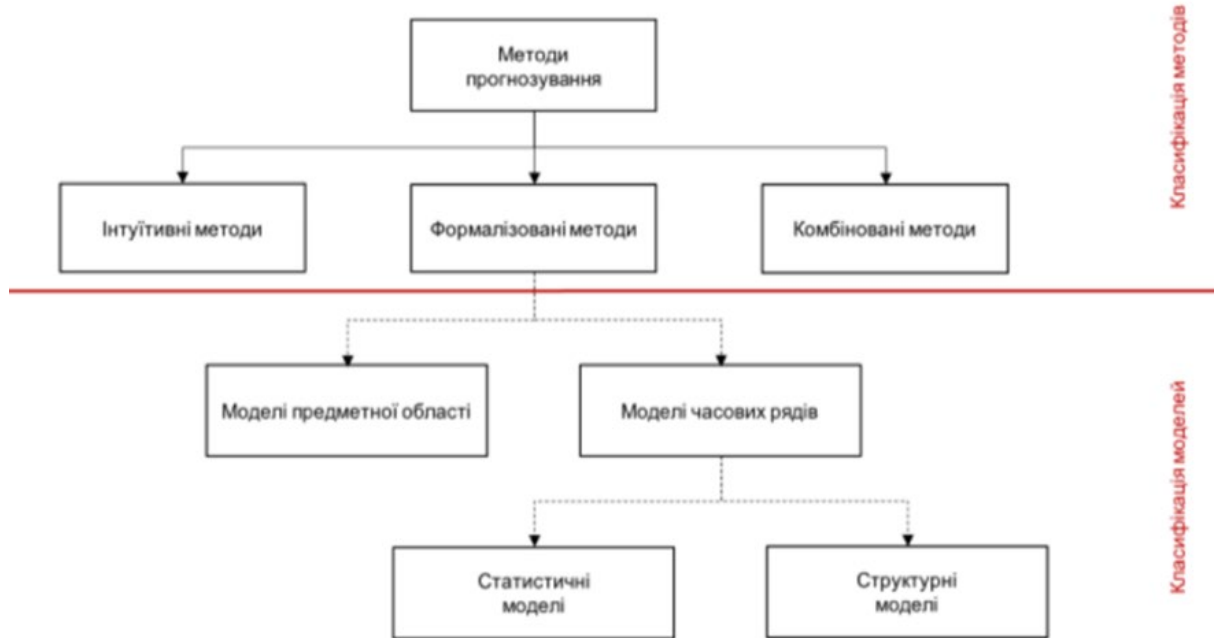 Методи
прогнозування
Класифікація методів
Інтуїтивні методи
Формалізовані методи
Комбіновані методи
Моделі предметної області
Моделі часових рядів
Класифікація моделей
Статистичні
моделі
Структурні
моделі